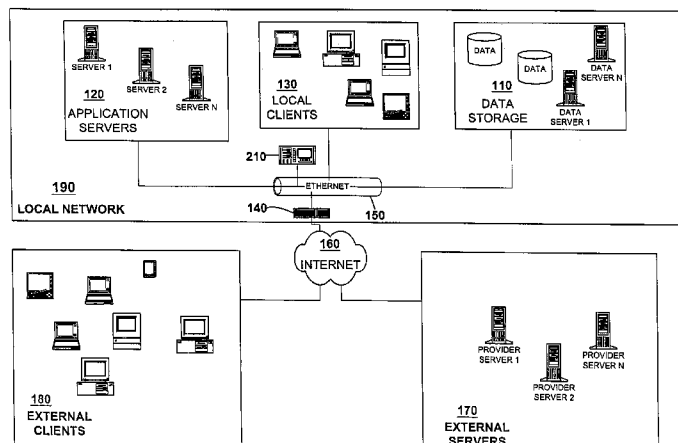 SERVER 1
SERVER 2
SERVER N
120
APPLICATION
SERVERS
130
LOCAL
CLIENTS
DATA
DATA
DATA
SERVER N
110
DATA
STORAGE
DATA
SERVER 1
210
ETHERNET
190
LOCAL NETWORK
140
150
160
INTERNET
180
EXTERNAL
CLIENTS
PROVIDER
SERVER 1
PROVIDER
SERVER 2
PROVIDER
SERVER N
170
EXTERNAL
SERVERS